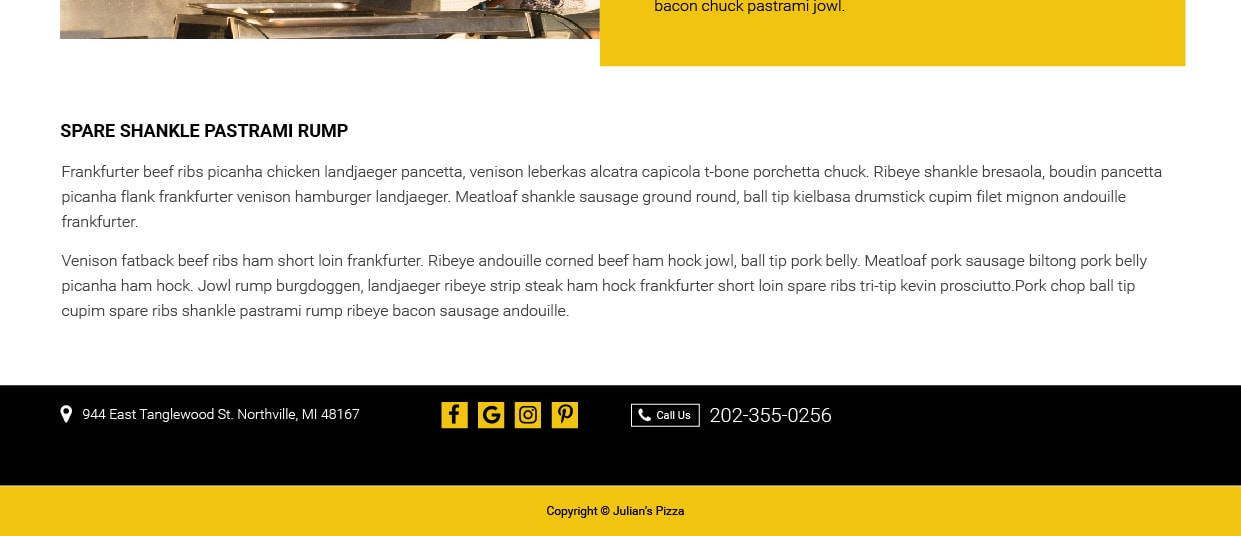 bacon chuck pastrami jowl.
SPARE SHANKLE PASTRAMI RUMP
Frankfurter beef ribs picanha chicken landjaeger pancetta, venison leberkas alcatra capicola t-bone porchetta chuck. Ribeye shankle bresaola, boudin pancetta
picanha flank frankfurter venison hamburger landjaeger. Meatloaf shankle sausage ground round, ball tip kielbasa drumstick cupim filet mignon andouille
frankfurter.
Venison fatback beef ribs ham short loin frankfurter. Ribeye andouille corned beef ham hock jowl, ball tip pork belly. Meatloaf pork sausage biltong pork belly
picanha ham hock. Jowl rump burgdoggen, landjaeger ribeye strip steak ham hock frankfurter short loin spare ribs tri-tip kevin prosciutto.Pork chop ball tip
cupim spare ribs shankle pastrami rump ribeye bacon sausage andouille.
944 East Tanglewood St. Northville, MI 48167
Call Us 202-355-0256
Copyright © Julian’s Pizza